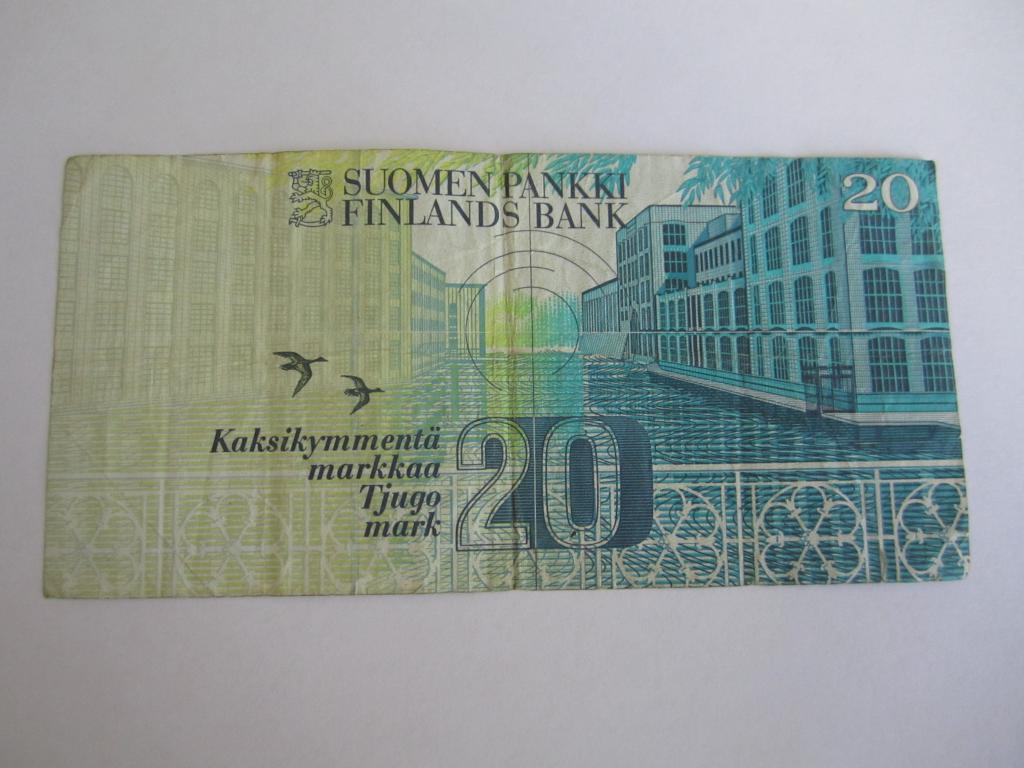 SUOMEN PANKKI
FINLANDS BANK
20
Kaksikymmentä
markkaa
Tjugo
mark
20